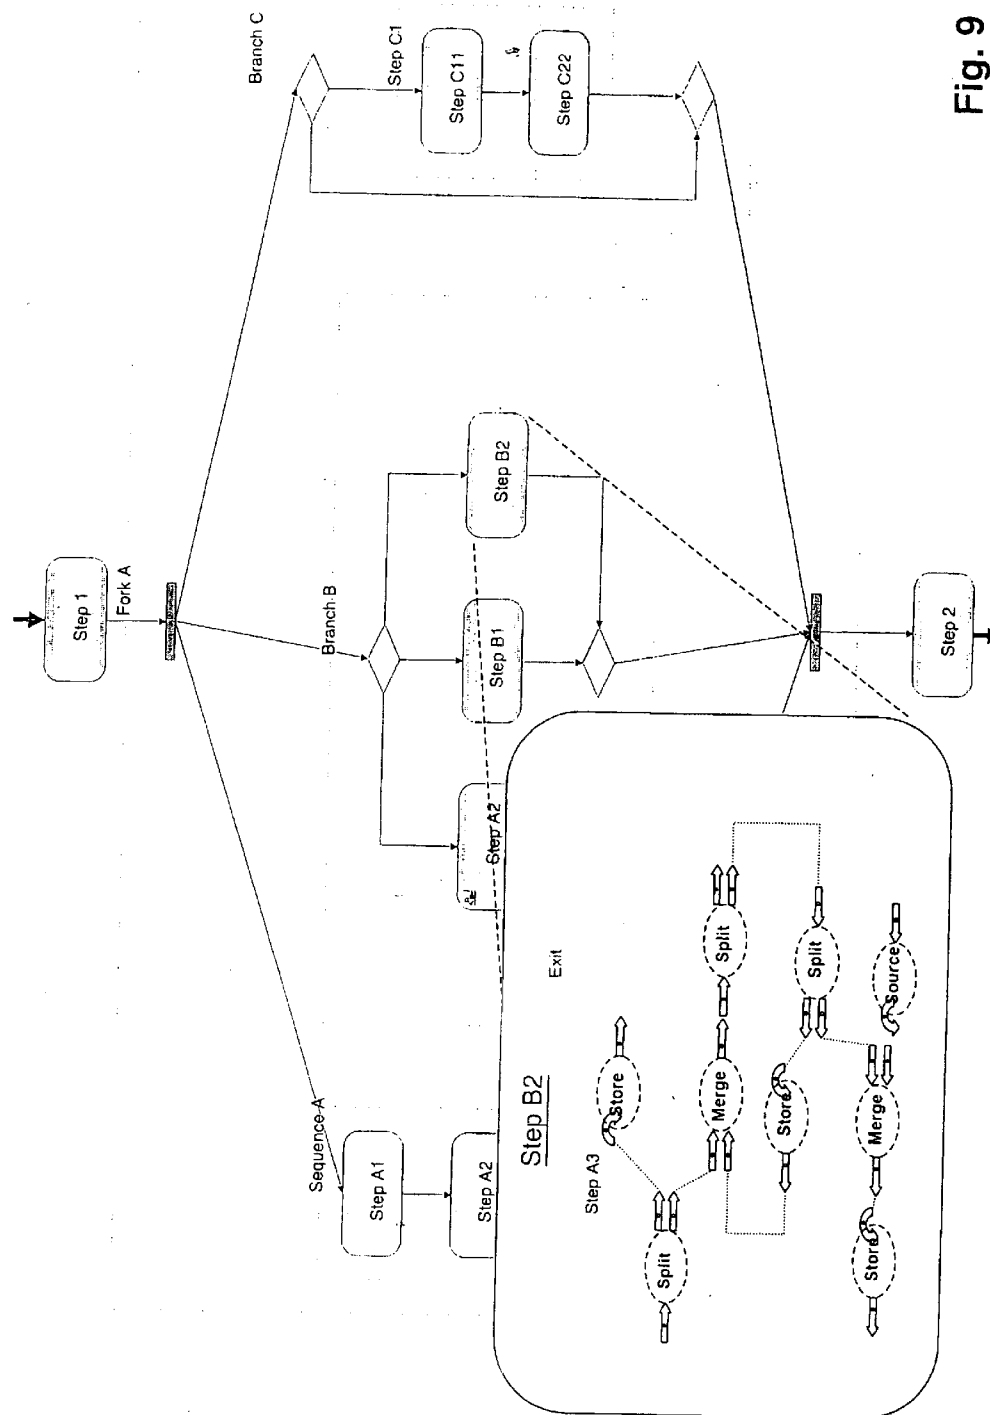 Step 1
Fork A
Sequence A
Branch B
Branch C
Step C1
Step A1
Step A2
Step A2
Step B1
Step B2
Step C11
Step C22
Step B2
Step A3
Exit
Store
Split
Merge
Split
Store
Split
Store
Merge
Source
Step 2
Fig. 9